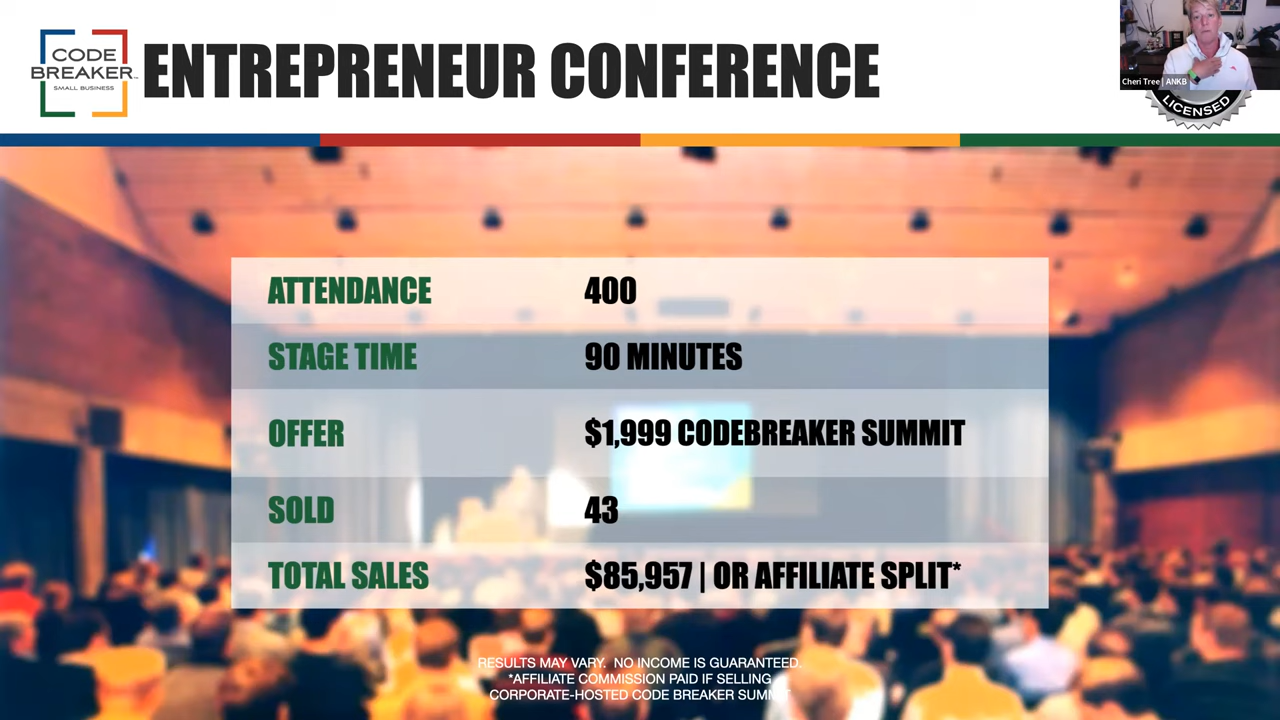 CODE
BREAKER™
SMALL BUSINESS
ENTREPRENEUR CONFERENCE
Cheri Tree | ANKB
LICENSED
ATTENDANCE 400
STAGE TIME 90 MINUTES
OFFER $1,999 CODEBREAKER SUMMIT
SOLD 43
TOTAL SALES $85,957 | OR AFFILIATE SPLIT*
RESULTS MAY VARY. NO INCOME IS GUARANTEED.
*AFFILIATE COMMISSION PAID IF SELLING
CORPORATE-HOSTED CODE BREAKER SUMMIT